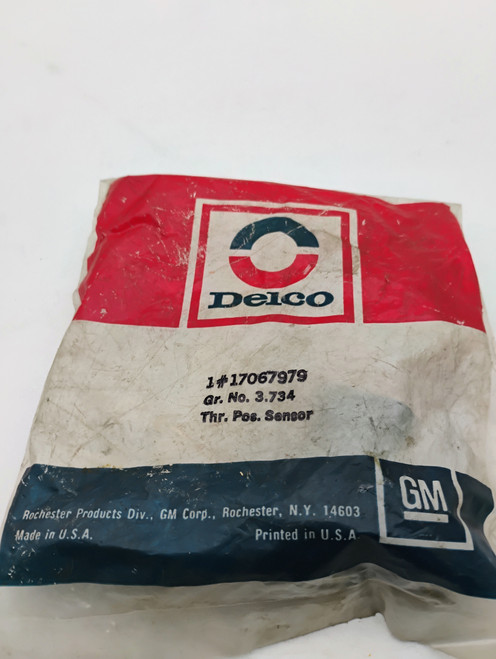 Delco
1#17067979
Gr. No. 3.734
Thr. Pos. Sensor
GM
Rochester Products Div., GM Corp., Rochester, N.Y. 14603
Made in U.S.A. Printed in U.S.A.